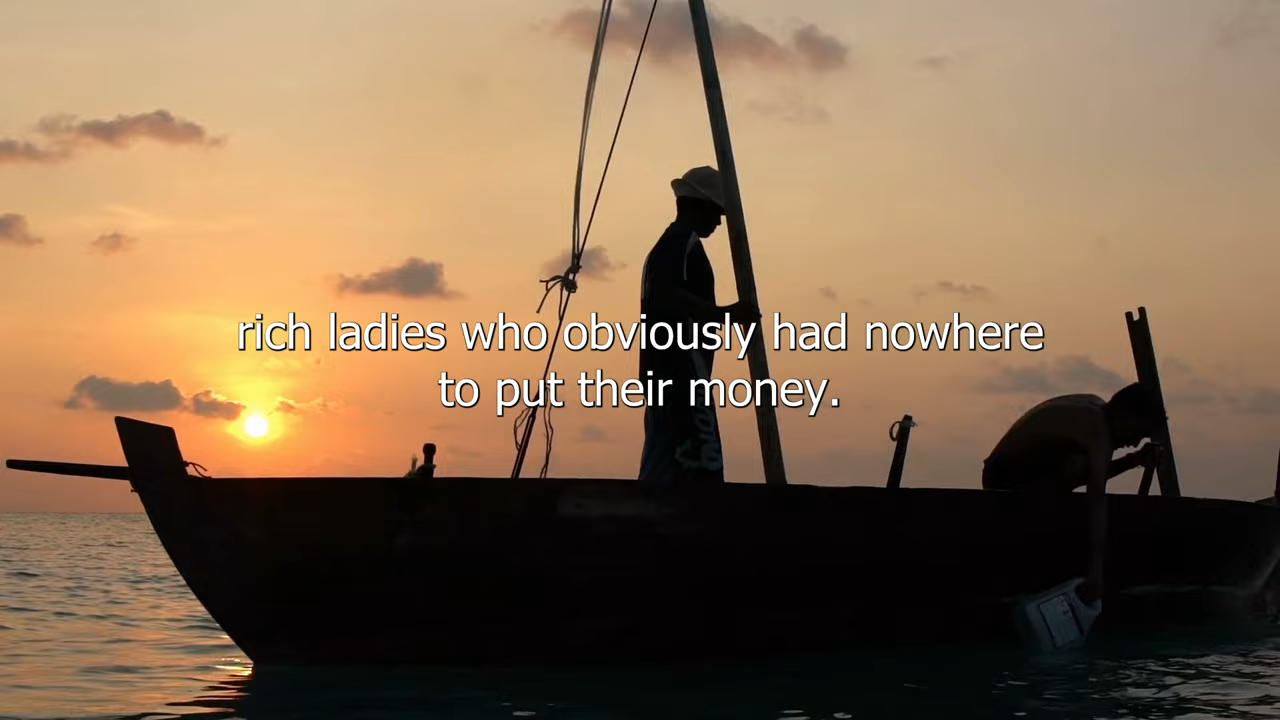 rich ladies who obviously had nowhere
to put their money.